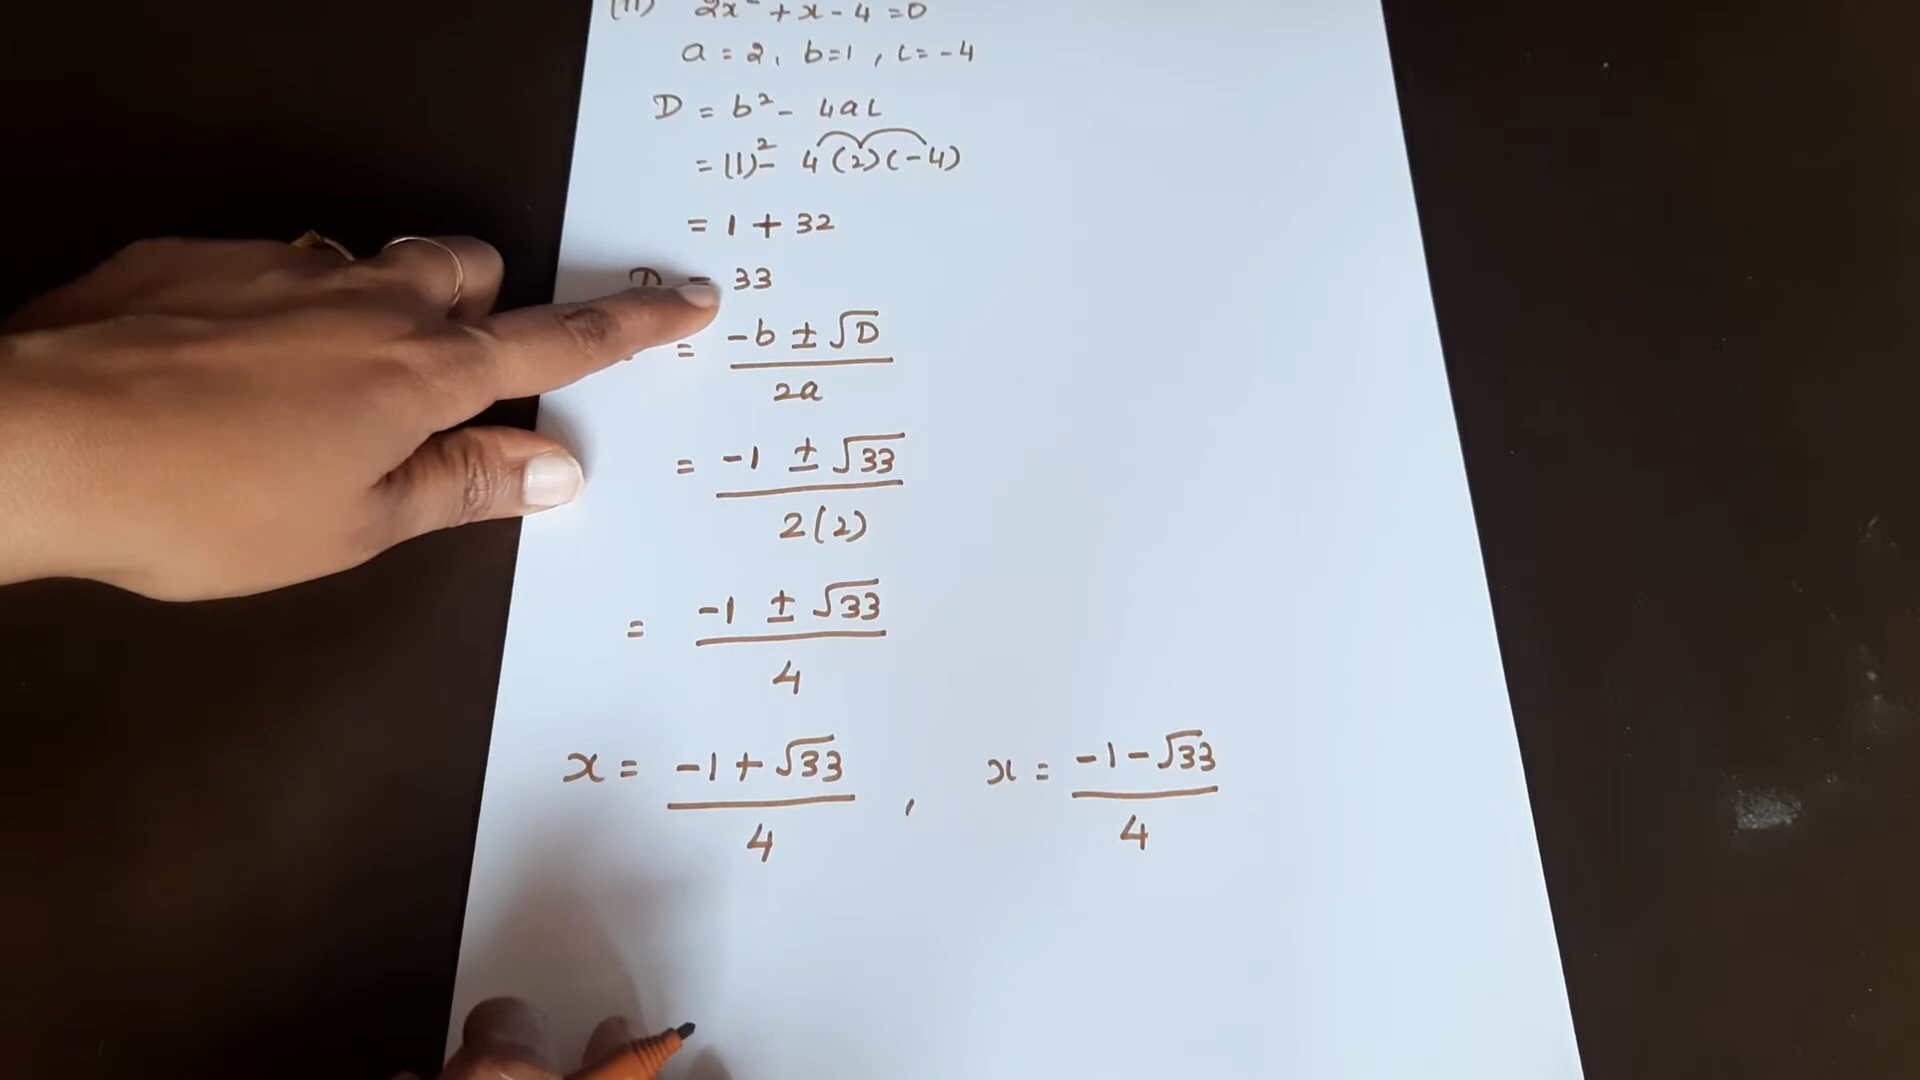 (ii) 2x² + x - 4 = 0
a = 2, b = 1, c = -4
D = b² - 4ac
= (1)² - 4(2)(-4)
= 1 + 32
D = 33
= -b ± √D / 2a
= -1 ± √33 / 2(2)
= -1 ± √33 / 4
x = -1 + √33 / 4 , x = -1 - √33 / 4